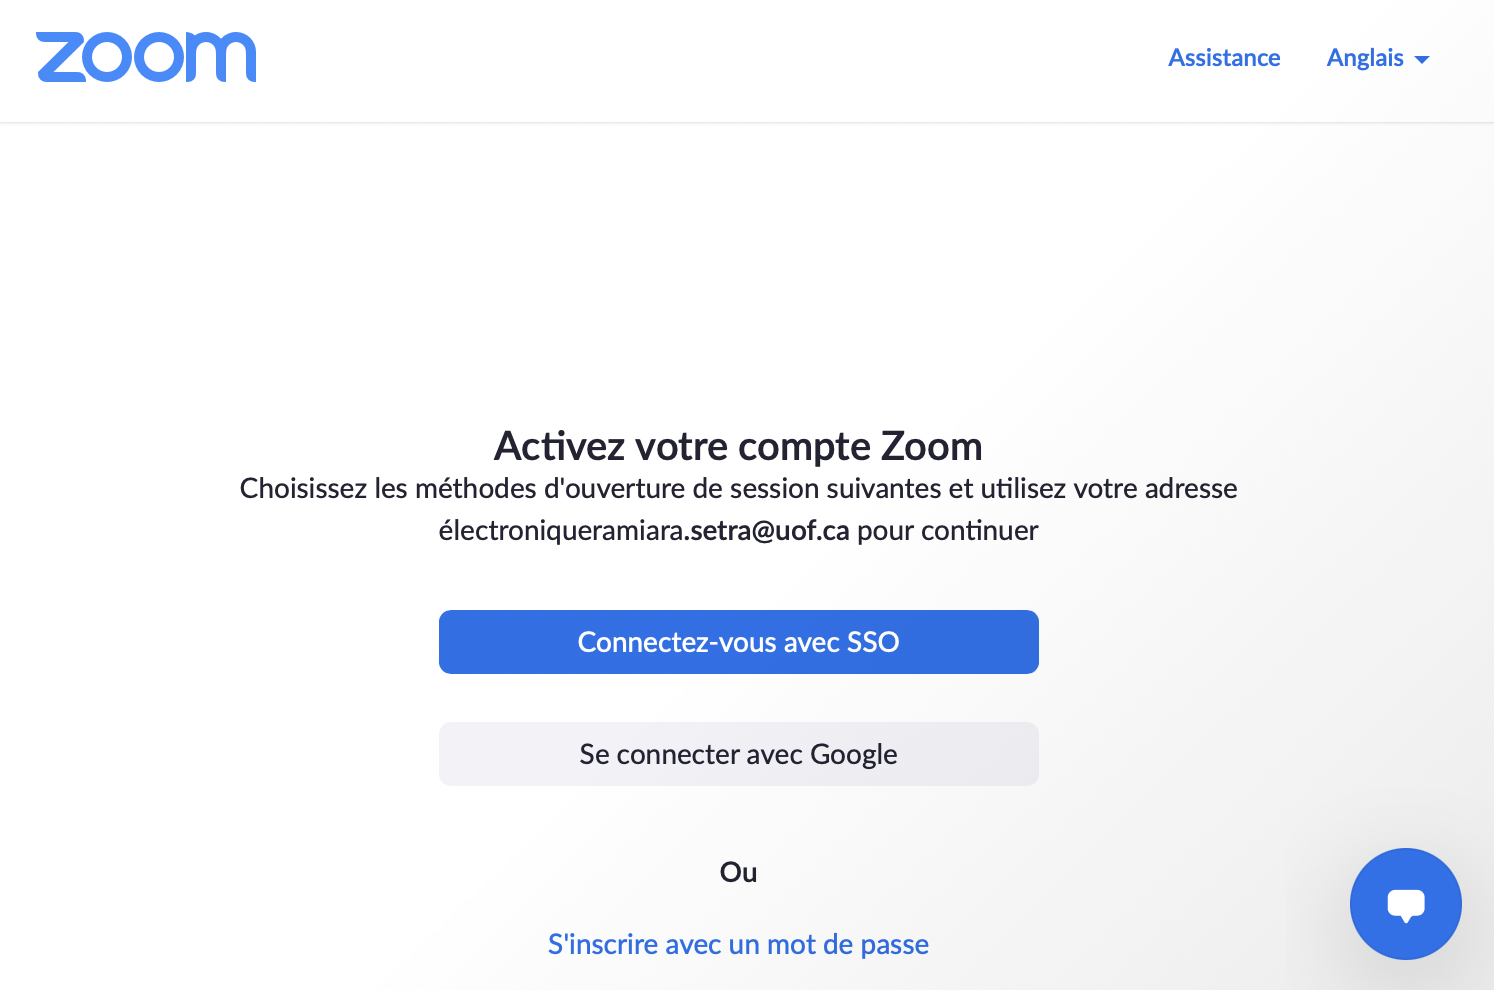 zoom
Assistance
Anglais
Activez votre compte Zoom
Choisissez les méthodes d'ouverture de session suivantes et utilisez votre adresse
électroniqueramiara.setra@uof.ca pour continuer
Connectez-vous avec SSO
Se connecter avec Google
Ou
S'inscrire avec un mot de passe